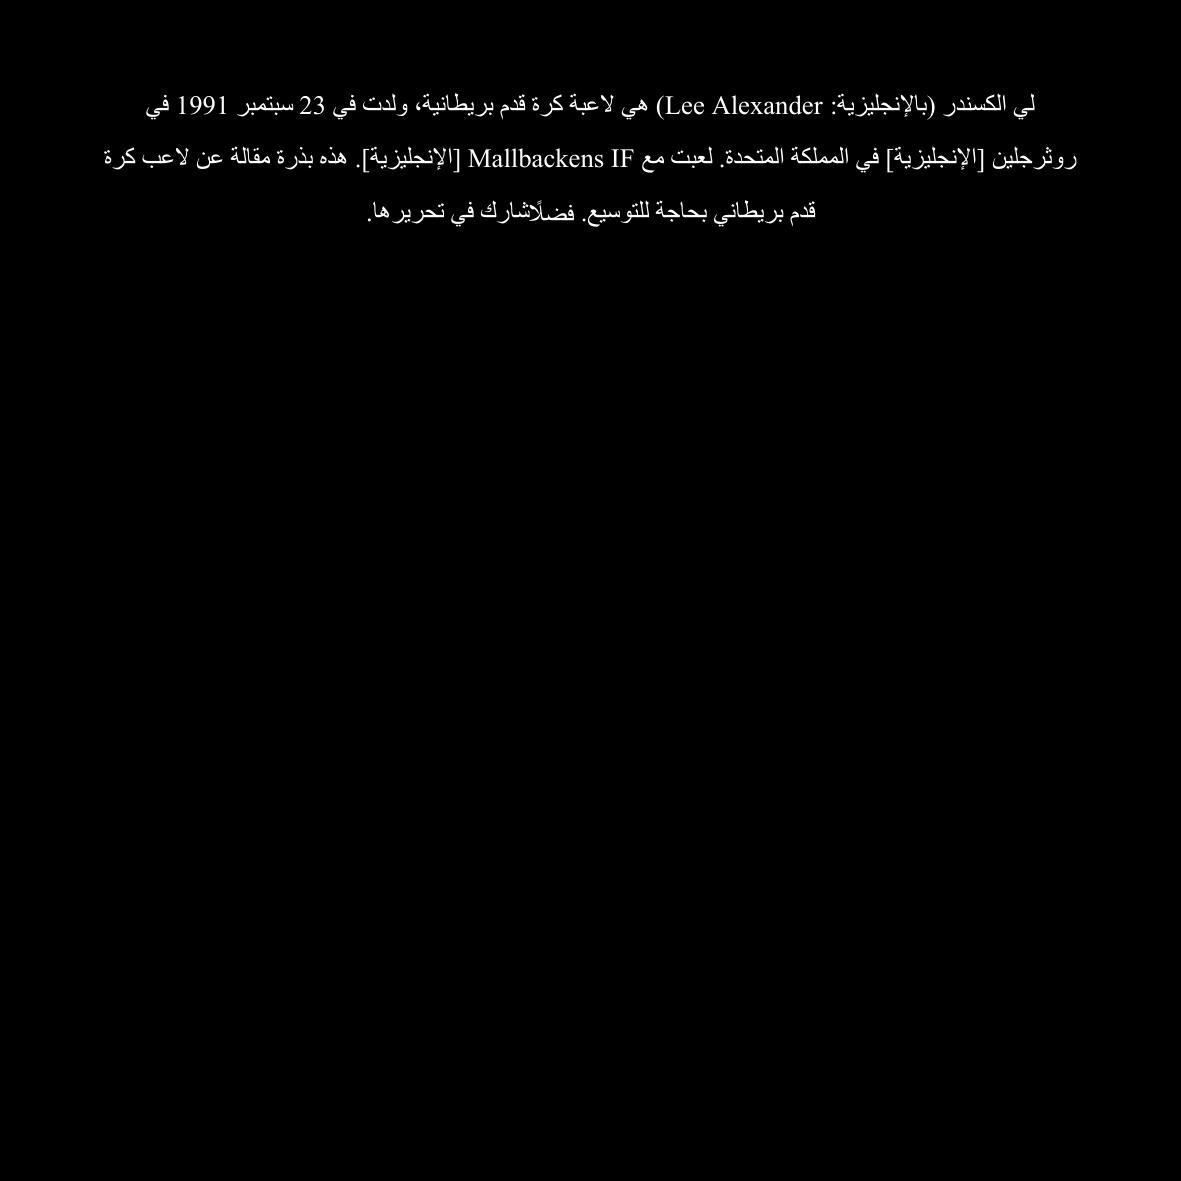 لي الكسندر (بالإنجليزية: Lee Alexander) هي لاعبة كرة قدم بريطانية، ولدت في 23 سبتمبر 1991 في
روثرجلين [الإنجليزية] في المملكة المتحدة. لعبت مع Mallbackens IF [الإنجليزية]. هذه بذرة مقالة عن لاعب كرة
قدم بريطاني بحاجة للتوسيع. فضلًاشارك في تحريرها.